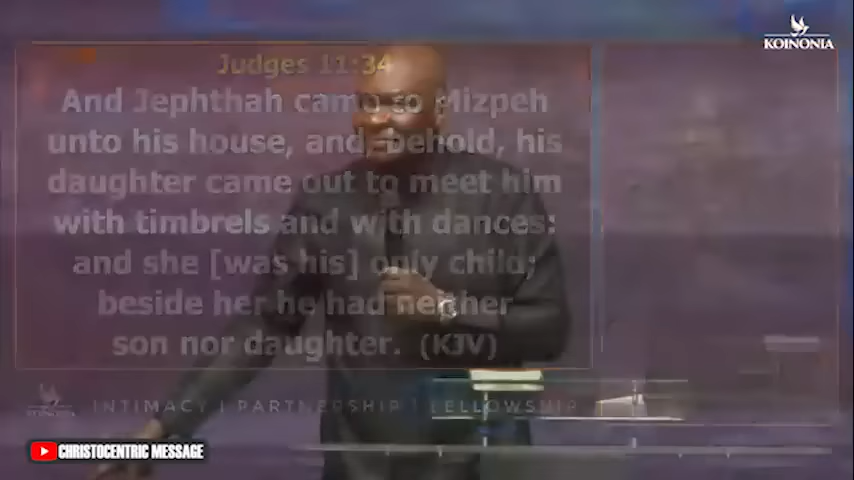 KOINONIA
Judges 11:34
And Jephthah came to Mizpeh
unto his house, and, behold, his
daughter came out to meet him
with timbrels and with dances:
and she [was his] only child;
beside her he had neither
son nor daughter. (KJV)
INTIMACY | PARTNERSHIP | FELLOWSHIP
CHRISTOCENTRIC MESSAGE